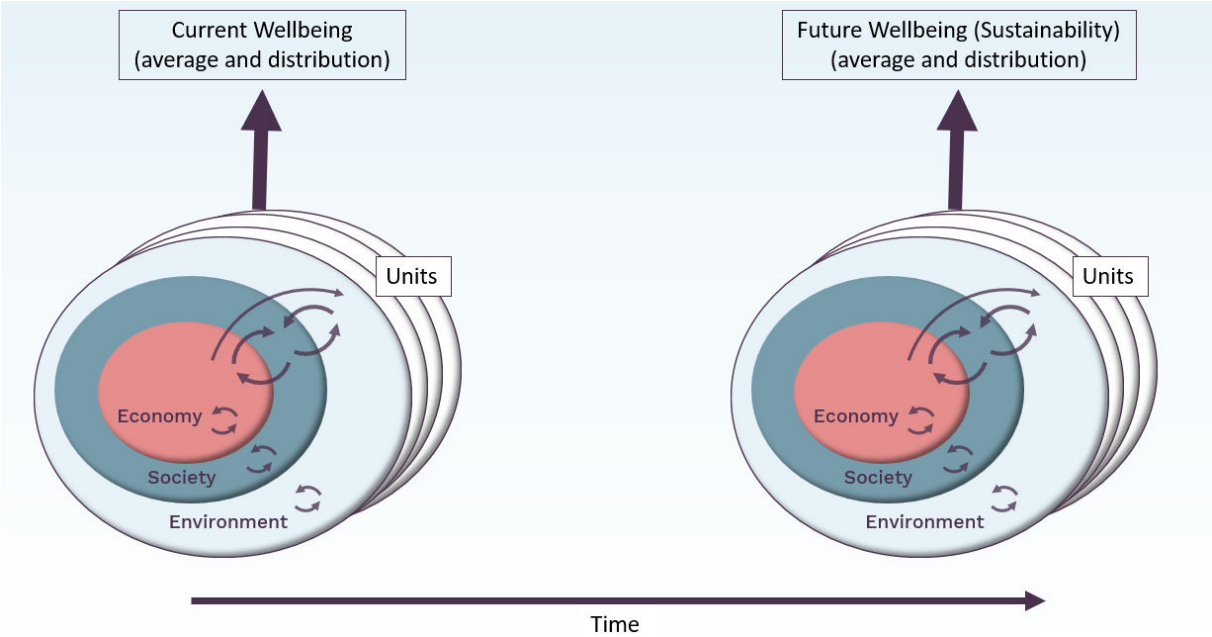 Current Wellbeing
(average and distribution)
Future Wellbeing (Sustainability)
(average and distribution)
Units
Economy
Society
Environment
Units
Economy
Society
Environment
Time